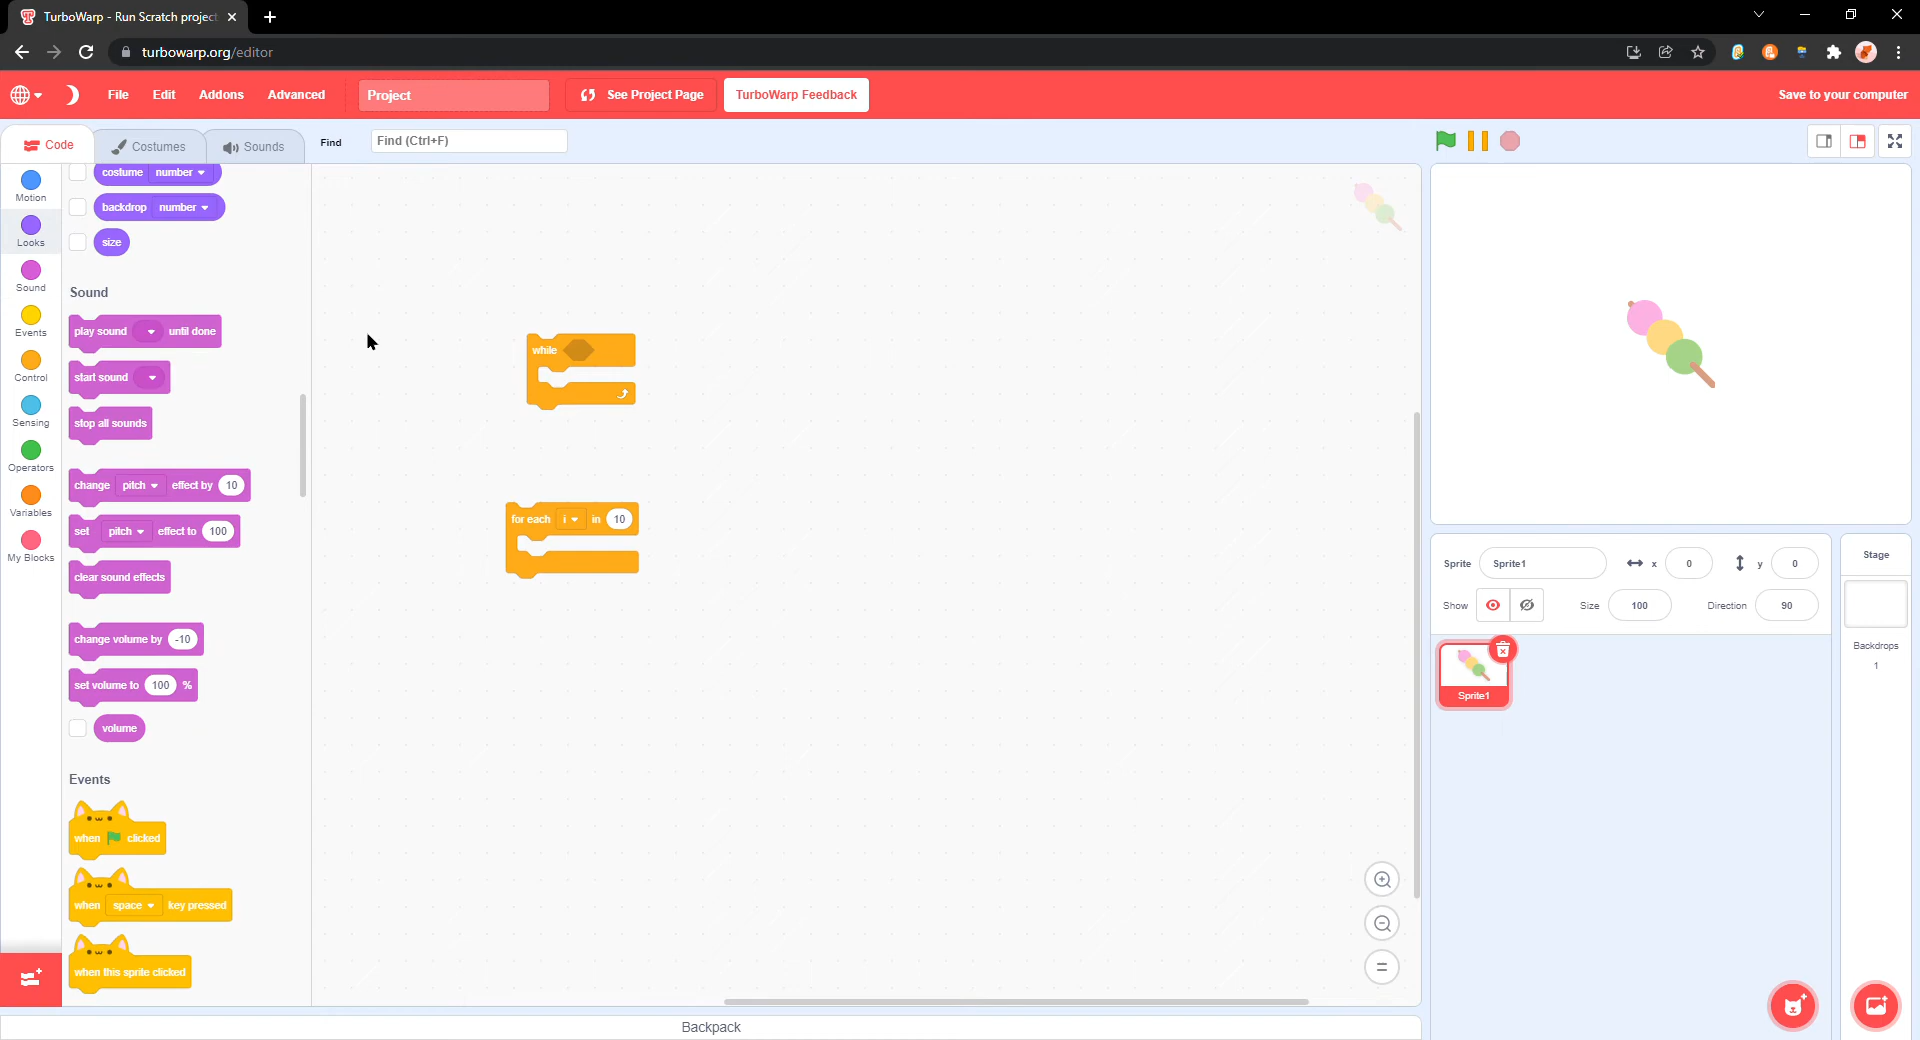 TurboWarp - Run Scratch project
turbowarp.org/editor
File Edit Addons Advanced Project See Project Page TurboWarp Feedback Save to your computer
Code Costumes Sounds Find Find (Ctrl+F)
Motion
Looks
Sound
Events
Control
Sensing
Operators
Variables
My Blocks
costume number
backdrop number
size
Sound
play sound until done
start sound
stop all sounds
change pitch effect by 10
set pitch effect to 100
clear sound effects
change volume by -10
set volume to 100 %
volume
Events
when clicked
when space key pressed
when this sprite clicked
while
for each i in 10
Sprite Sprite1 x 0 y 0
Show Size 100 Direction 90
Sprite1
Stage
Backdrops
1
Backpack